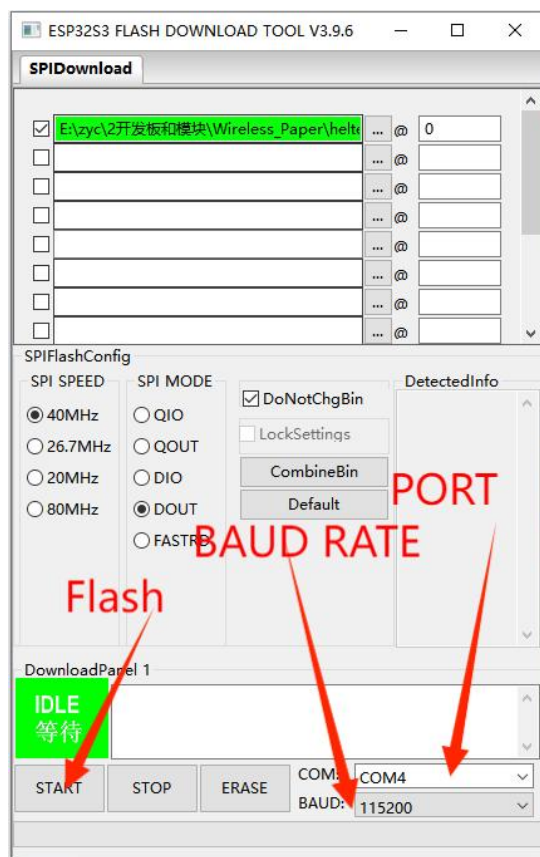 ESP32S3 FLASH DOWNLOAD TOOL V3.9.6
SPIDownload
E:\zyc\2开发板和模块\Wireless_Paper\helte ... @ 0
... @
... @
... @
... @
... @
... @
... @
SPIFlashConfig
SPI SPEED
40MHz
26.7MHz
20MHz
80MHz
SPI MODE
QIO
QOUT
DIO
DOUT
FASTRD
DoNotChgBin
LockSettings
CombineBin
Default
DetectedInfo
PORT
BAUD RATE
Flash
DownloadPanel 1
IDLE
等待
START
STOP
ERASE
COM: COM4
BAUD: 115200